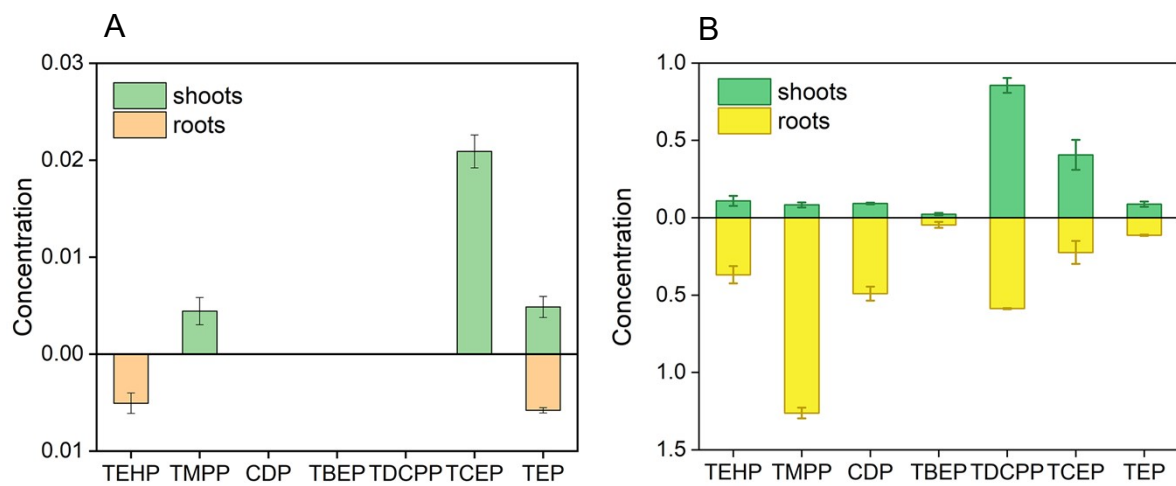 A
0.03
shoots
roots
0.02
Concentration
0.01
0.00
0.01
TEHP TMPP CDP TBEP TDCPP TCEP TEP
B
1.0
shoots
roots
0.5
0.0
Concentration
0.5
1.0
1.5
TEHP TMPP CDP TBEP TDCPP TCEP TEP